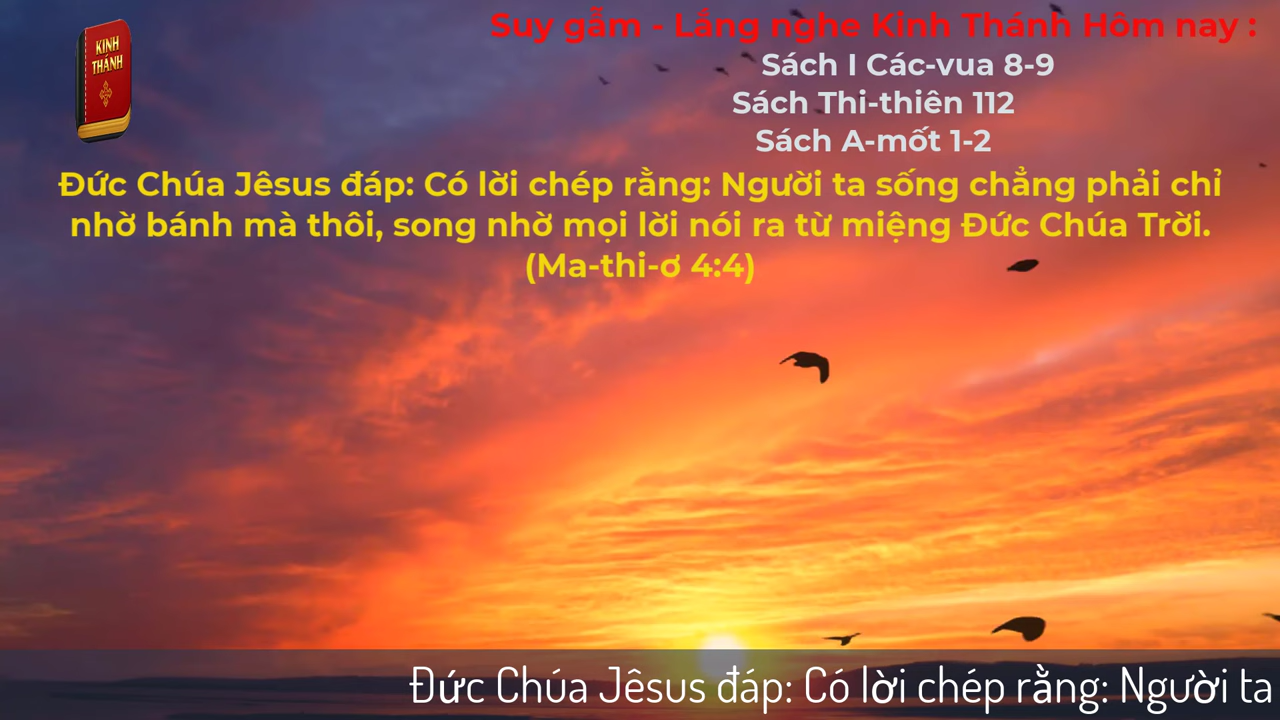 KINH
THÁNH
Suy gẫm - Lắng nghe Kinh Thánh Hôm nay :
Sách I Các-vua 8-9
Sách Thi-thiên 112
Sách A-mốt 1-2
Đức Chúa Jêsus đáp: Có lời chép rằng: Người ta sống chẳng phải chỉ
nhờ bánh mà thôi, song nhờ mọi lời nói ra từ miệng Đức Chúa Trời.
(Ma-thi-ơ 4:4)
Đức Chúa Jêsus đáp: Có lời chép rằng: Người ta